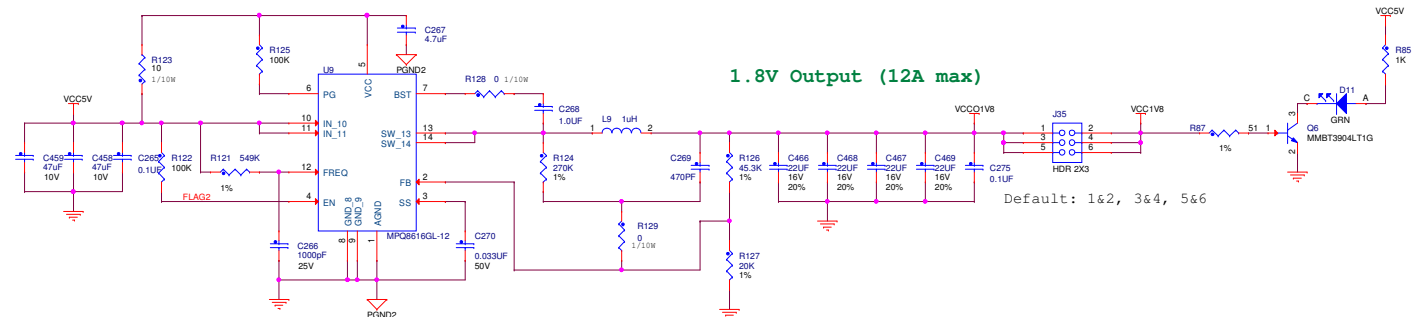 VCC5V
C267
4.7uF
PGND2
R123
10
1/10W
R125
100K
U9
5
VCC
6
PG
BST
7
R128 0 1/10W
1.8V Output (12A max)
VCC5V
R85
1K
D11
C
A
GRN
VCC5V
10
IN_10
11
IN_11
SW_13
13
SW_14
14
C268
1.0UF
L9 1uH
1
2
VCCO1V8
J35
1
2
3
4
5
6
HDR 2X3
VCC1V8
R87
51
1%
1
3
2
Q6
MMBT3904LT1G
C459
47uF
10V
C458
47uF
10V
C265
0.1UF
R122
100K
R121 549K
1%
12
FREQ
FLAG2
4
EN
FB
2
SS
3
GND_8
GND_9
AGND
8
9
1
MPQ8616GL-12
R124
270K
1%
C269
470PF
R126
45.3K
1%
C466
22UF
16V
20%
C468
22UF
16V
20%
C467
22UF
16V
20%
C469
22UF
16V
20%
C275
0.1UF
Default: 1&2, 3&4, 5&6
C266
1000pF
25V
C270
0.033UF
50V
R129
0
1/10W
R127
20K
1%
PGND2